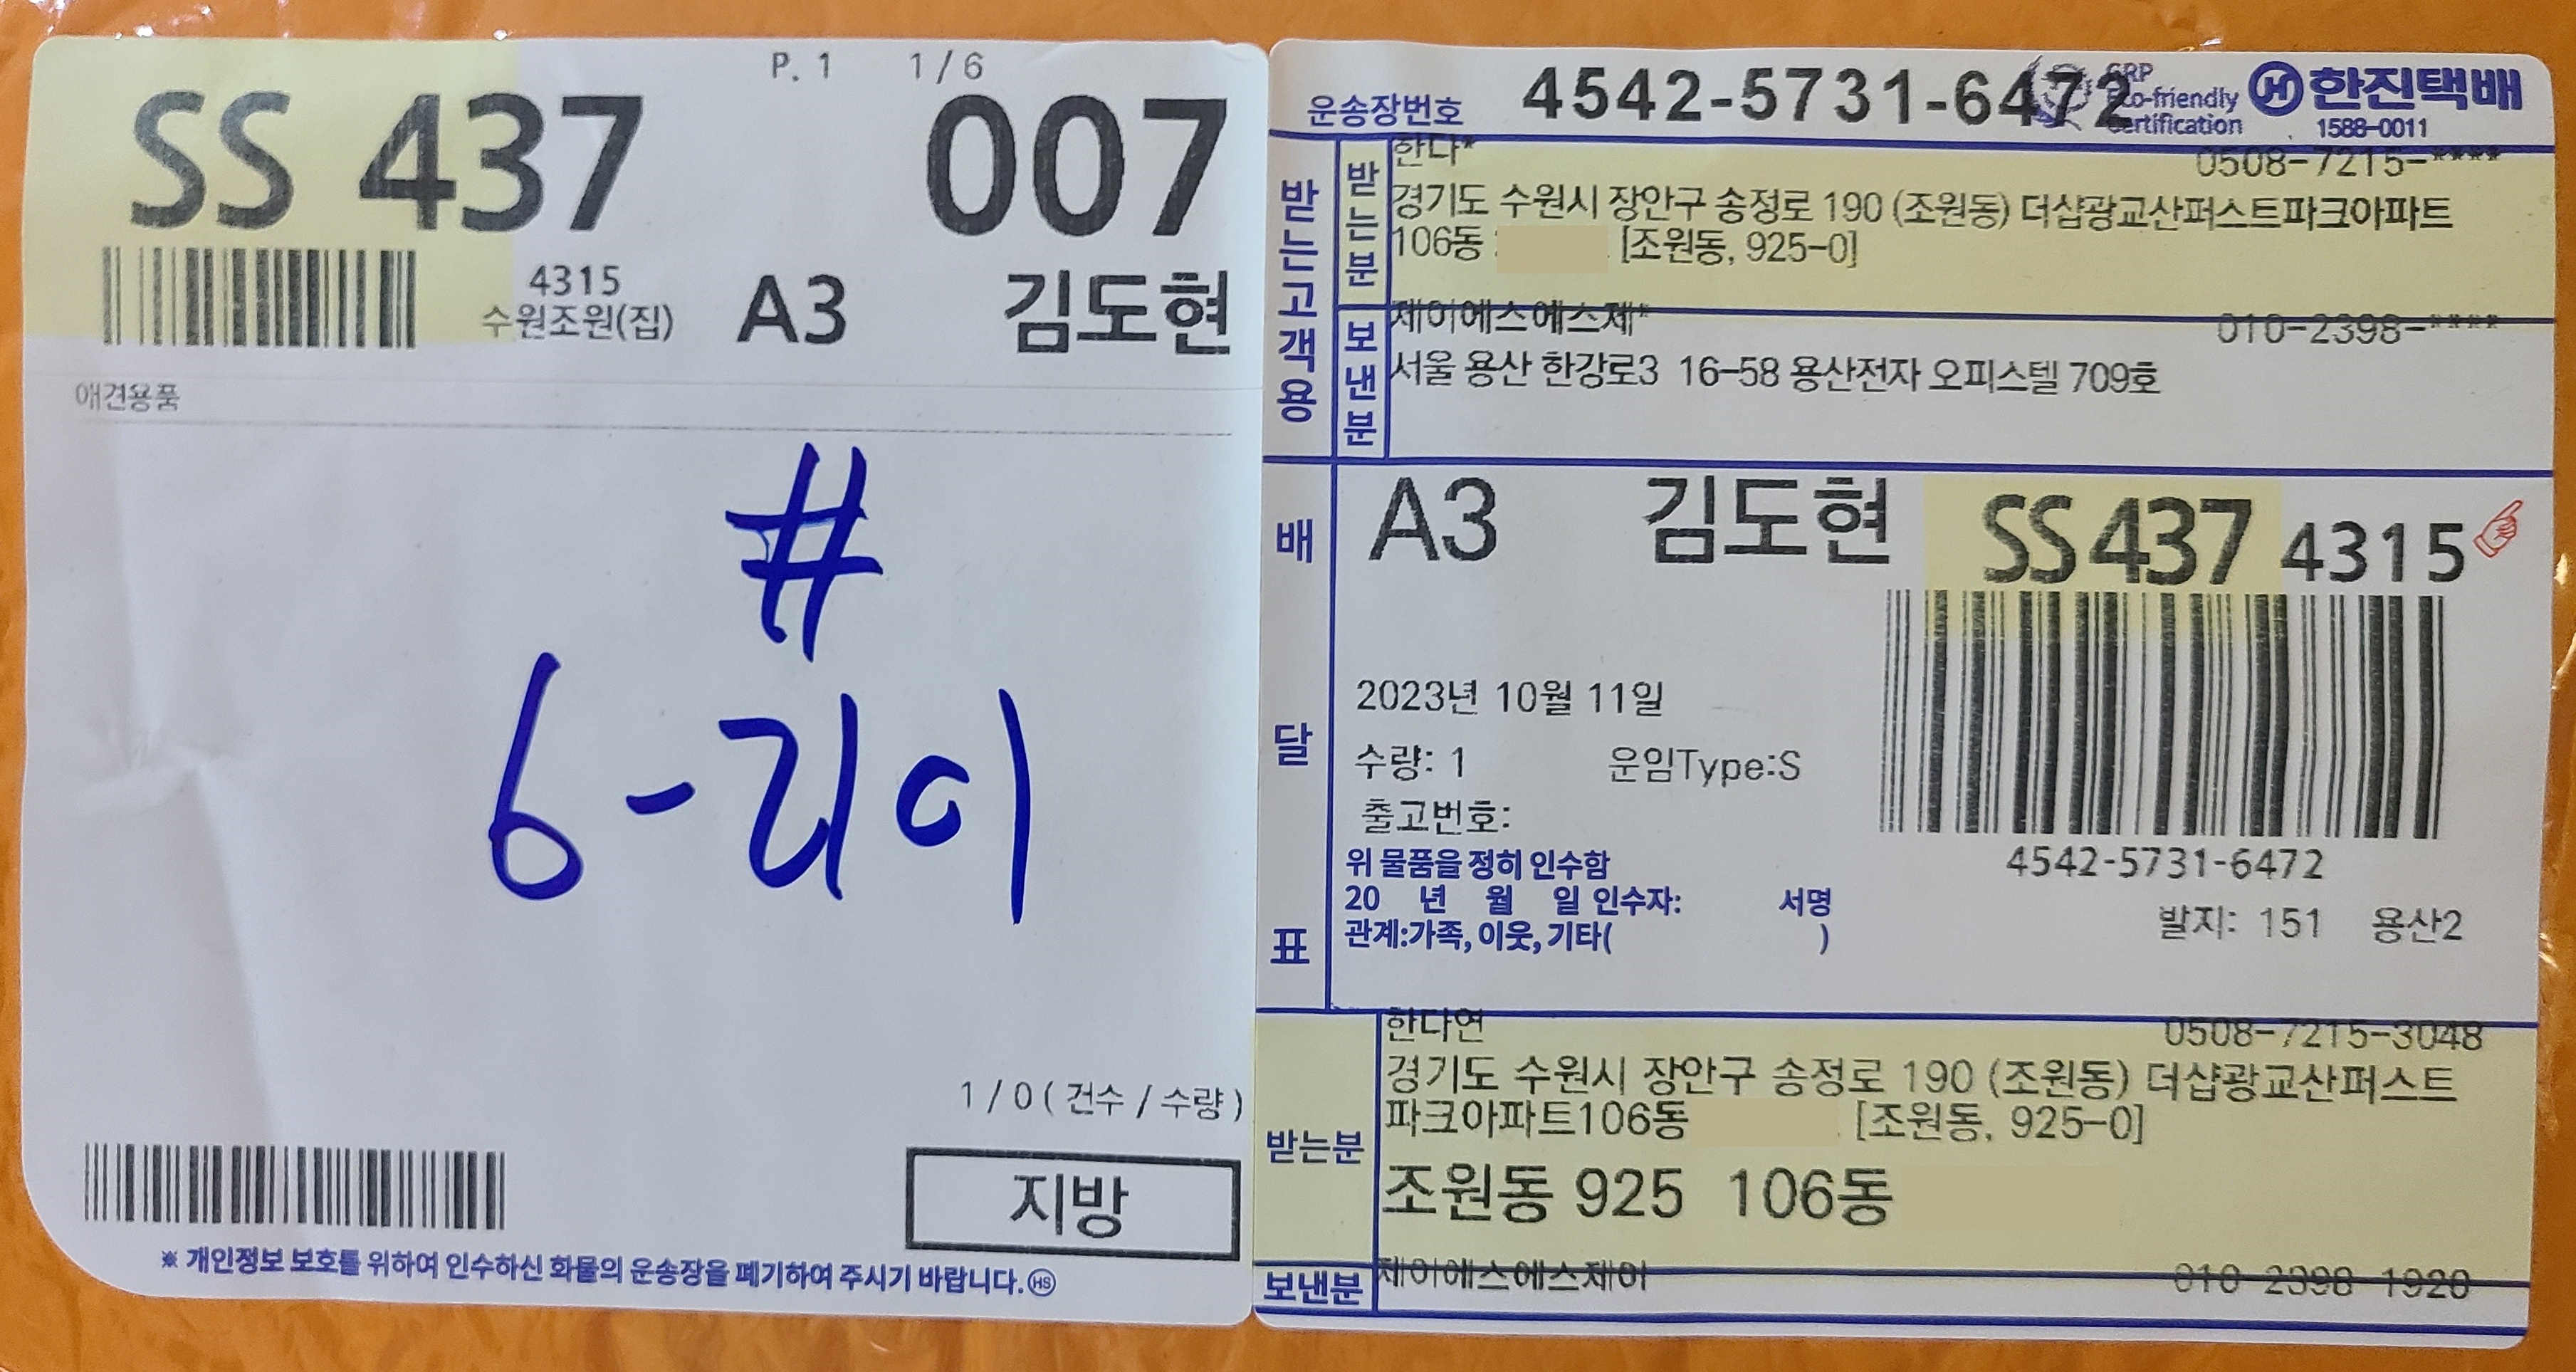 P. 1 1/6
SS 437 007
4315
수원조원(집) A3 김도현
애견용품
#
6-리이
1 / 0 ( 건수 / 수량 )
지방
※ 개인정보 보호를 위하여 인수하신 화물의 운송장을 폐기하여 주시기 바랍니다. HS
운송장번호 4542-5731-6472
GRP
Eco-friendly
Certification
한진택배
1588-0011
받는고객용
받는분
한다* 0508-7215-****
경기도 수원시 장안구 송정로 190 (조원동) 더샵광교산퍼스트파크아파트
106동 [조원동, 925-0]
보낸분
제이에스에스제* 010-2398-****
서울 용산 한강로3 16-58 용산전자 오피스텔 709호
배달표
A3 김도현 SS 437 4315
2023년 10월 11일
수량: 1 운임Type:S
출고번호:
위 물품을 정히 인수함
20 년 월 일 인수자: 서명
관계:가족, 이웃, 기타( )
4542-5731-6472
발지: 151 용산2
받는분
한다연 0508-7215-3048
경기도 수원시 장안구 송정로 190 (조원동) 더샵광교산퍼스트
파크아파트106동 [조원동, 925-0]
조원동 925 106동
보낸분 제이에스에스제이 010-2398-1920